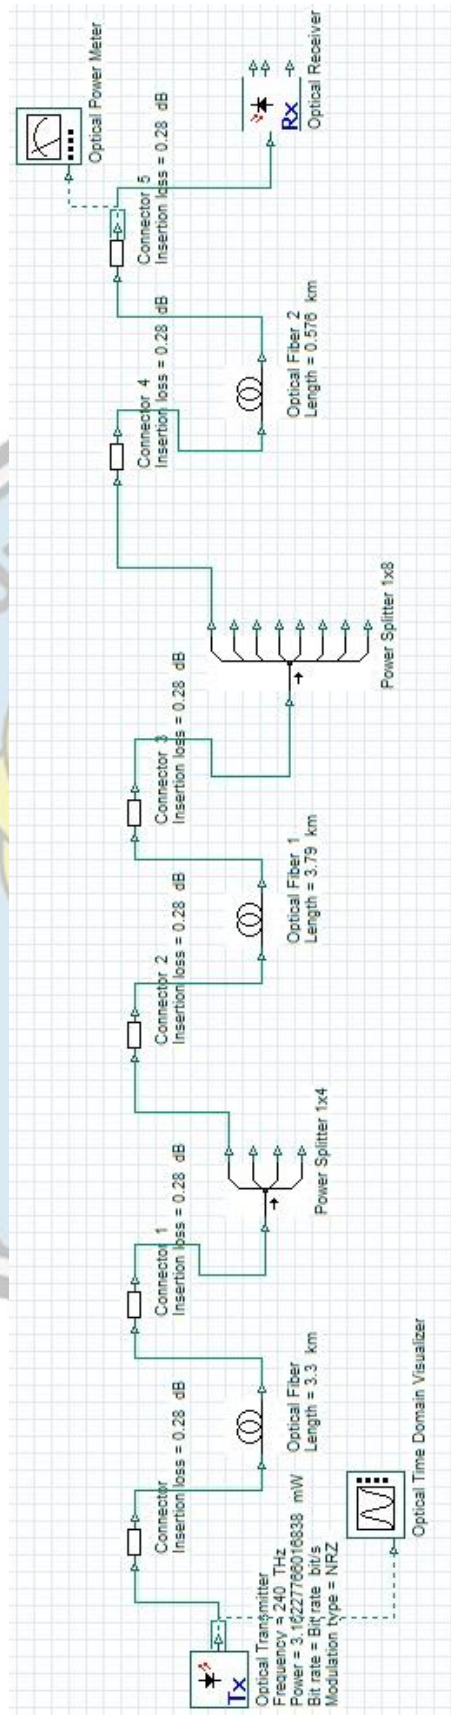 Tx
Optical Transmitter
Frequency = 240 THz
Power = 3.16227766016838 mW
Bit rate = Bit rate bit/s
Modulation type = NRZ
Optical Time Domain Visualizer
Connector
Insertion loss = 0.28 dB
Optical Fiber
Length = 3.3 km
Connector 1
Insertion loss = 0.28 dB
Power Splitter 1x4
Connector 2
Insertion loss = 0.28 dB
Optical Fiber 1
Length = 3.79 km
Connector 3
Insertion loss = 0.28 dB
Power Splitter 1x8
Connector 4
Insertion loss = 0.28 dB
Optical Fiber 2
Length = 0.576 km
Connector 5
Insertion loss = 0.28 dB
Optical Power Meter
Rx
Optical Receiver